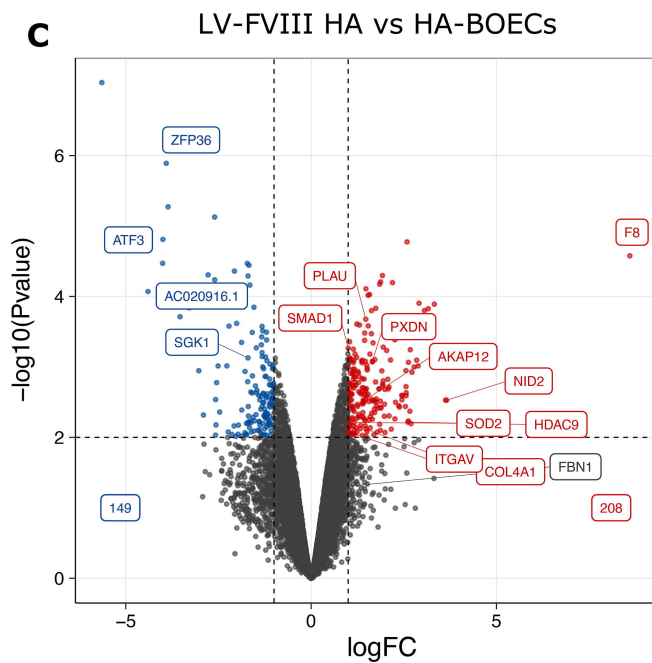 C
LV-FVIII HA vs HA-BOECs
ZFP36
ATF3
F8
PLAU
AC020916.1
SMAD1
PXDN
SGK1
AKAP12
NID2
SOD2
HDAC9
ITGAV
COL4A1
FBN1
149
208
6
4
2
0
−log10(Pvalue)
−5
0
5
logFC